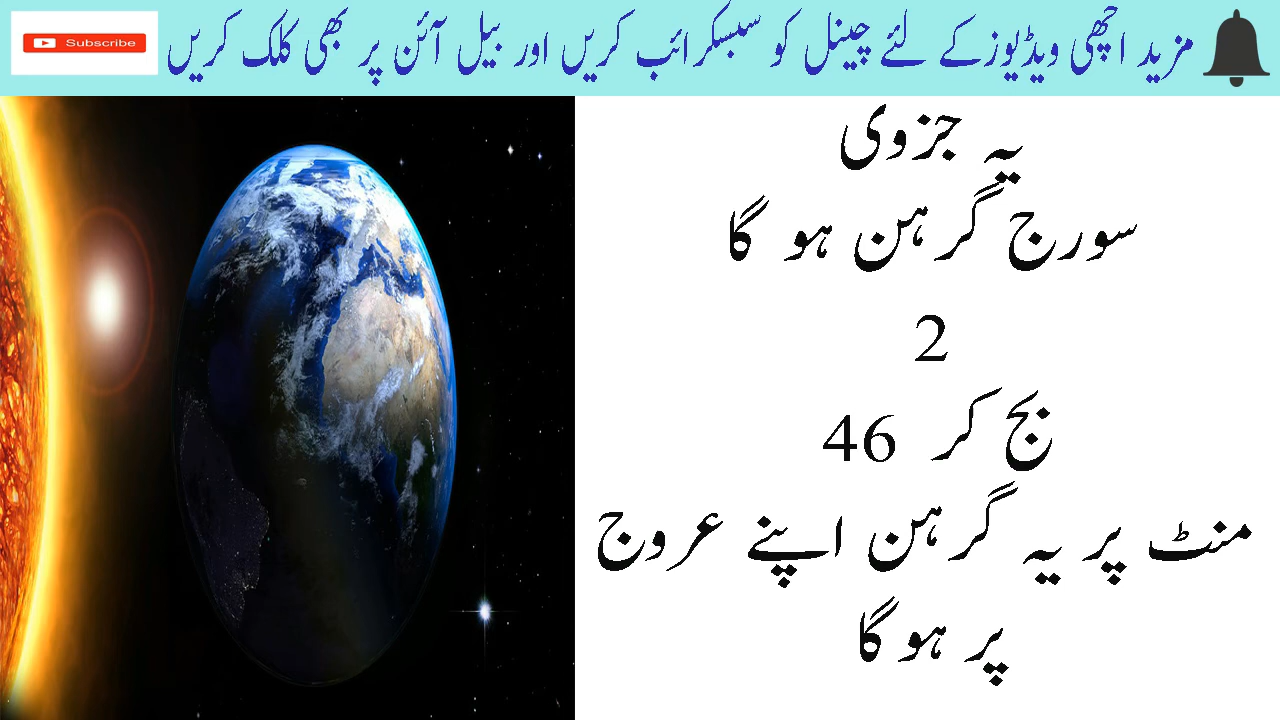 Subscribe
مزید اچھی ویڈیوز کے لئے چینل کو سبسکرائب کریں اور بیل آئن پر بھی کلک کریں
یہ جزوی
سورج گرہن ہو گا
2
بج کر 46
منٹ پر یہ گرہن اپنے عروج
پر ہو گا